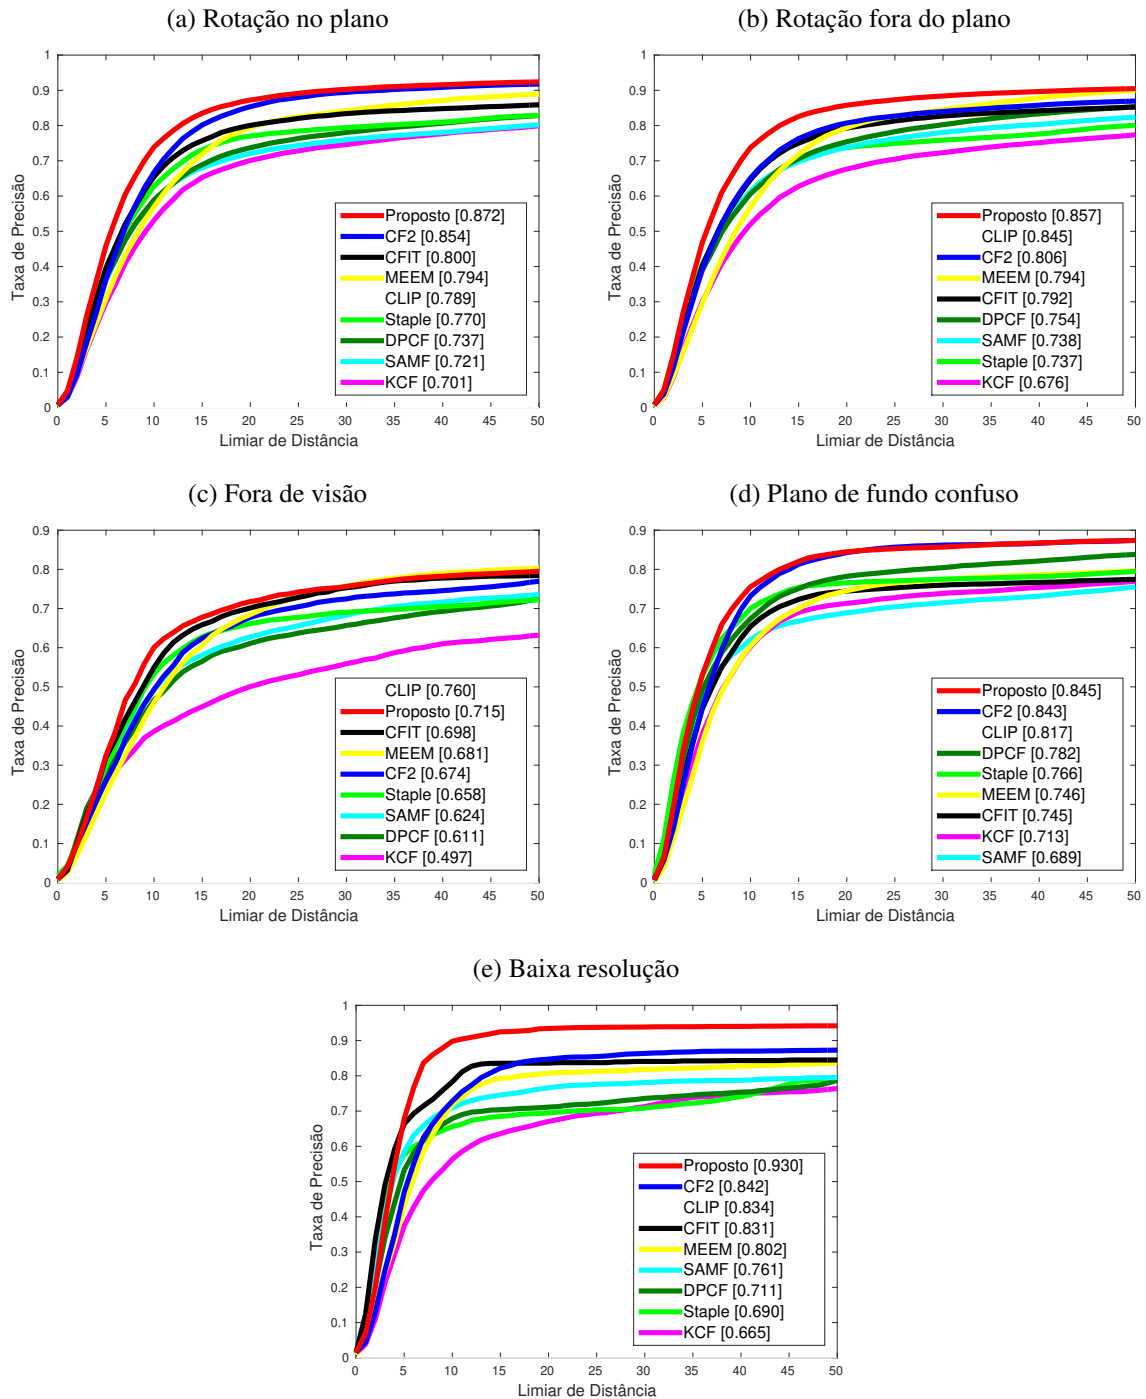 (a) Rotação no plano
1
0.9
0.8
0.7
0.6
0.5
0.4
0.3
0.2
0.1
0
Taxa de Precisão
Proposto [0.872]
CF2 [0.854]
CFIT [0.800]
MEEM [0.794]
CLIP [0.789]
Staple [0.770]
DPCF [0.737]
SAMF [0.721]
KCF [0.701]
0 5 10 15 20 25 30 35 40 45 50
Limiar de Distância
(b) Rotação fora do plano
1
0.9
0.8
0.7
0.6
0.5
0.4
0.3
0.2
0.1
0
Taxa de Precisão
Proposto [0.857]
CLIP [0.845]
CF2 [0.806]
MEEM [0.794]
CFIT [0.792]
DPCF [0.754]
SAMF [0.738]
Staple [0.737]
KCF [0.676]
0 5 10 15 20 25 30 35 40 45 50
Limiar de Distância
(c) Fora de visão
0.9
0.8
0.7
0.6
0.5
0.4
0.3
0.2
0.1
0
Taxa de Precisão
CLIP [0.760]
Proposto [0.715]
CFIT [0.698]
MEEM [0.681]
CF2 [0.674]
Staple [0.658]
SAMF [0.624]
DPCF [0.611]
KCF [0.497]
0 5 10 15 20 25 30 35 40 45 50
Limiar de Distância
(d) Plano de fundo confuso
0.9
0.8
0.7
0.6
0.5
0.4
0.3
0.2
0.1
0
Taxa de Precisão
Proposto [0.845]
CF2 [0.843]
CLIP [0.817]
DPCF [0.782]
Staple [0.766]
MEEM [0.746]
CFIT [0.745]
KCF [0.713]
SAMF [0.689]
0 5 10 15 20 25 30 35 40 45 50
Limiar de Distância
(e) Baixa resolução
1
0.9
0.8
0.7
0.6
0.5
0.4
0.3
0.2
0.1
0
Taxa de Precisão
Proposto [0.930]
CF2 [0.842]
CLIP [0.834]
CFIT [0.831]
MEEM [0.802]
SAMF [0.761]
DPCF [0.711]
Staple [0.690]
KCF [0.665]
0 5 10 15 20 25 30 35 40 45 50
Limiar de Distância